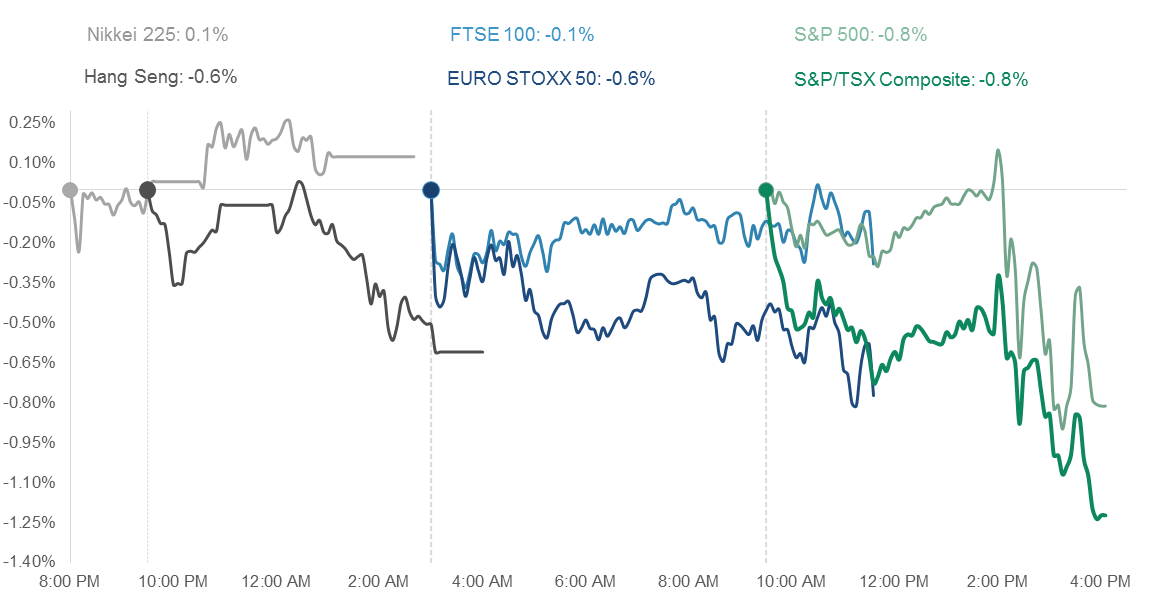 Nikkei 225: 0.1%
FTSE 100: -0.1%
S&P 500: -0.8%
Hang Seng: -0.6%
EURO STOXX 50: -0.6%
S&P/TSX Composite: -0.8%
0.25%
0.10%
-0.05%
-0.20%
-0.35%
-0.50%
-0.65%
-0.80%
-0.95%
-1.10%
-1.25%
-1.40%
8:00 PM 10:00 PM 12:00 AM 2:00 AM 4:00 AM 6:00 AM 8:00 AM 10:00 AM 12:00 PM 2:00 PM 4:00 PM